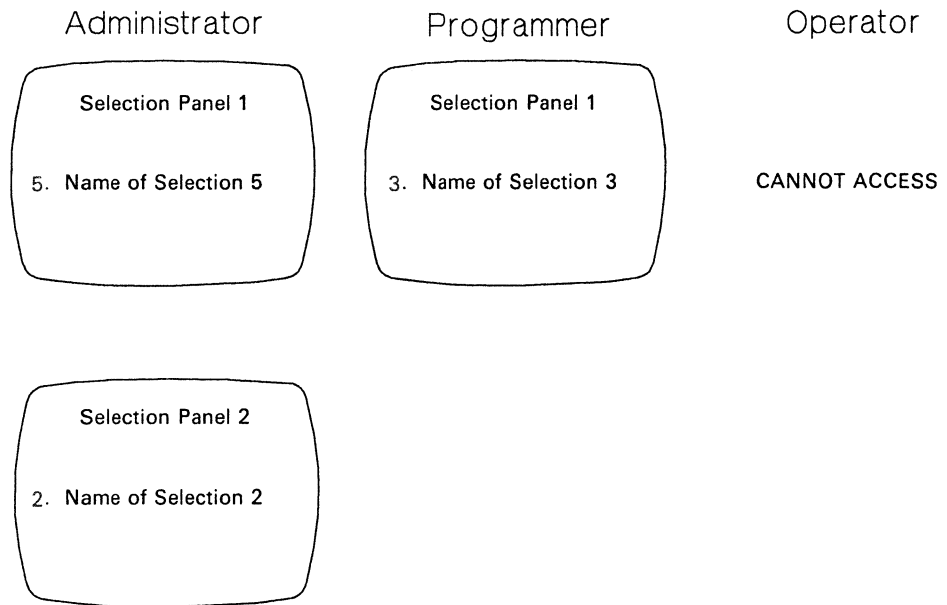 Administrator
Programmer
Operator
Selection Panel 1
5. Name of Selection 5
Selection Panel 1
3. Name of Selection 3
CANNOT ACCESS
Selection Panel 2
2. Name of Selection 2